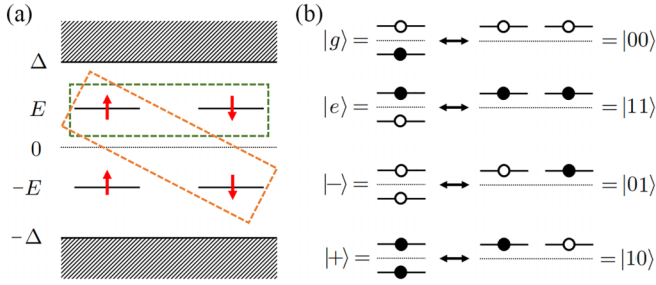 (a)
Δ
E
0
−E
−Δ
(b)
|g⟩ = = |00⟩
|e⟩ = = |11⟩
|−⟩ = = |01⟩
|+⟩ = = |10⟩